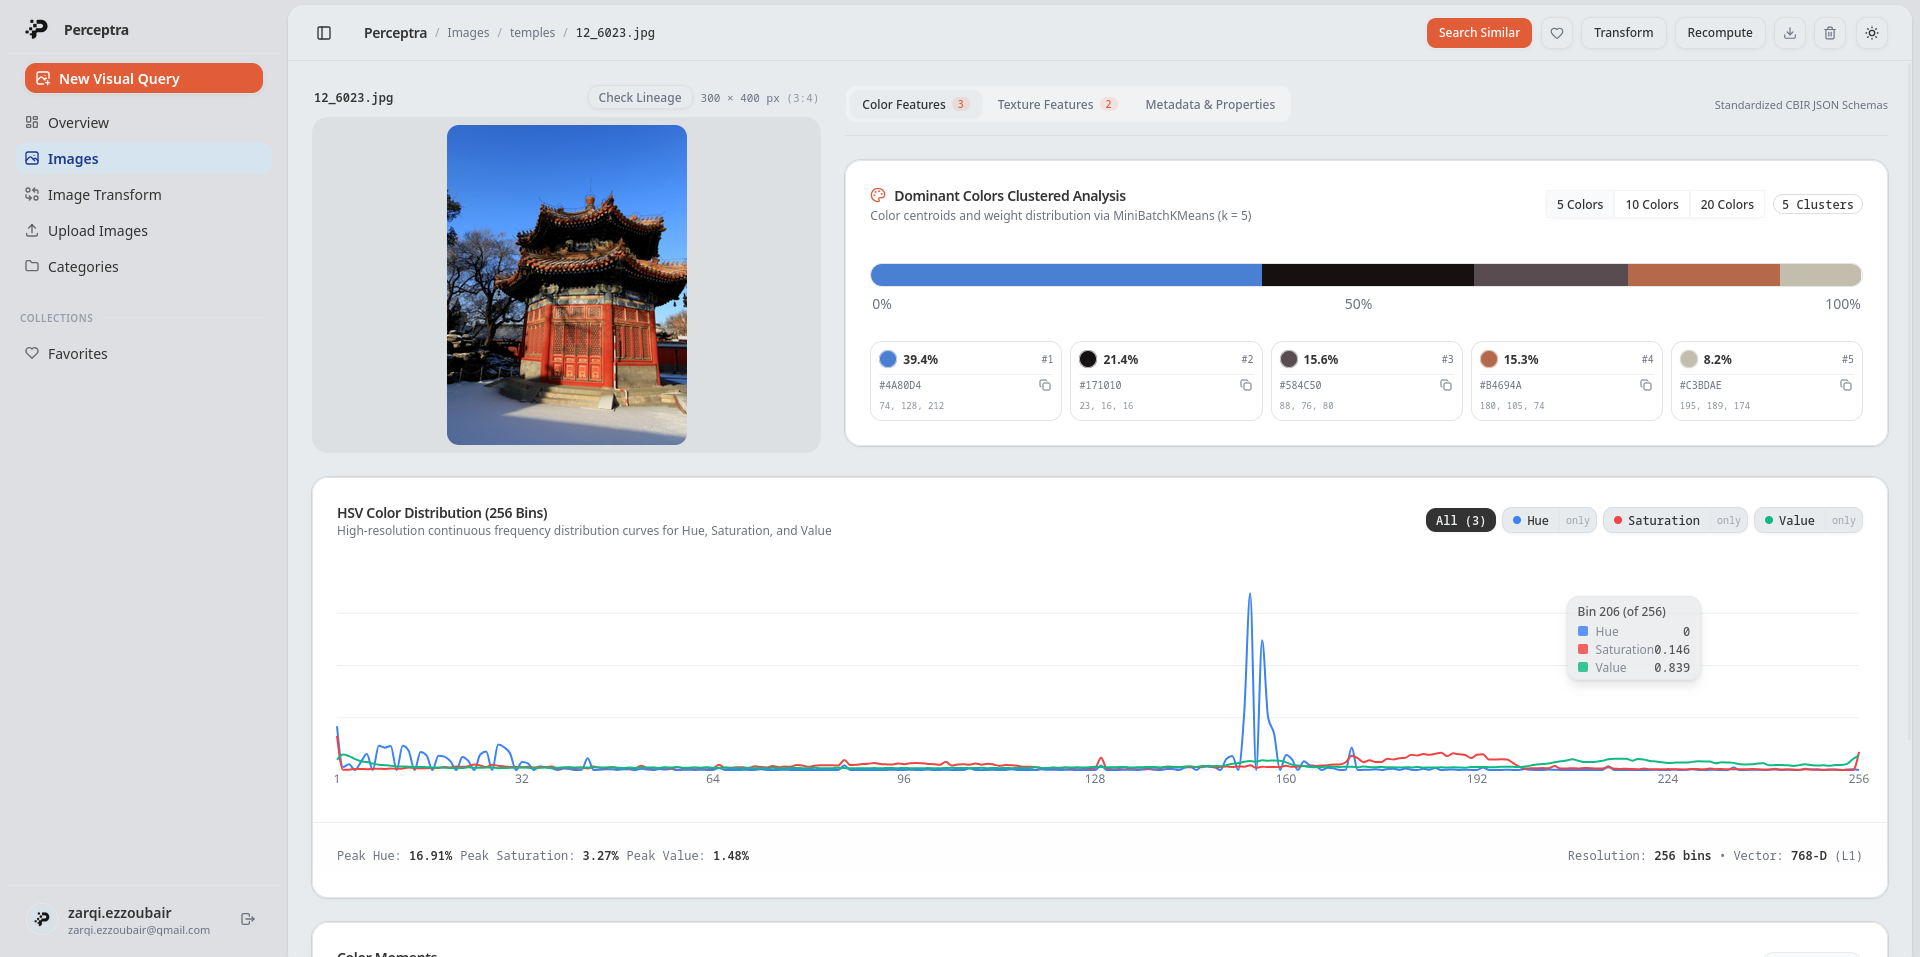 Perceptra
New Visual Query
Overview
Images
Image Transform
Upload Images
Categories
COLLECTIONS
Favorites
zarqi.ezzoubair
zarqi.ezzoubair@gmail.com
Perceptra / Images / temples / 12_6023.jpg
Search Similar
Transform
Recompute
12_6023.jpg
Check Lineage
300 × 400 px (3:4)
Color Features 3
Texture Features 2
Metadata & Properties
Standardized CBIR JSON Schemas
Dominant Colors Clustered Analysis
Color centroids and weight distribution via MiniBatchKMeans (k = 5)
5 Colors
10 Colors
20 Colors
5 Clusters
0%
50%
100%
39.4% #1
#4A80D4
74, 128, 212
21.4% #2
#171010
23, 16, 16
15.6% #3
#584C50
88, 76, 80
15.3% #4
#B4694A
180, 105, 74
8.2% #5
#C3BDAE
195, 189, 174
HSV Color Distribution (256 Bins)
High-resolution continuous frequency distribution curves for Hue, Saturation, and Value
All (3)
Hue only
Saturation only
Value only
Bin 206 (of 256)
Hue 0
Saturation 0.146
Value 0.839
1 32 64 96 128 160 192 224 256
Peak Hue: 16.91% Peak Saturation: 3.27% Peak Value: 1.48%
Resolution: 256 bins • Vector: 768-D (L1)
Color Moments